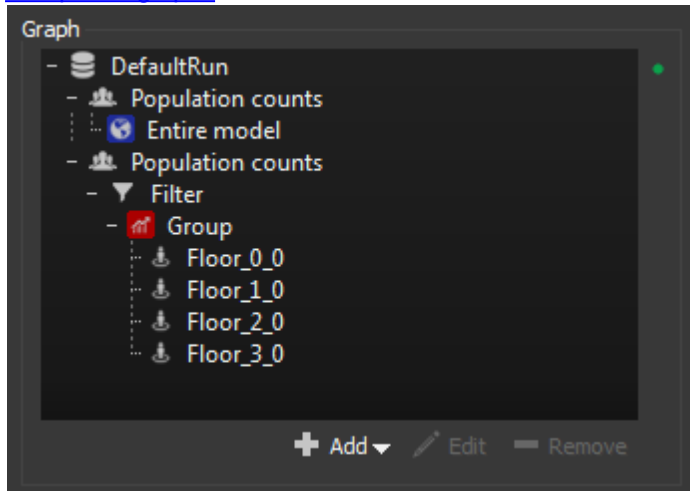 Graph
DefaultRun
Population counts
Entire model
Population counts
Filter
Group
Floor_0_0
Floor_1_0
Floor_2_0
Floor_3_0
Add Edit Remove